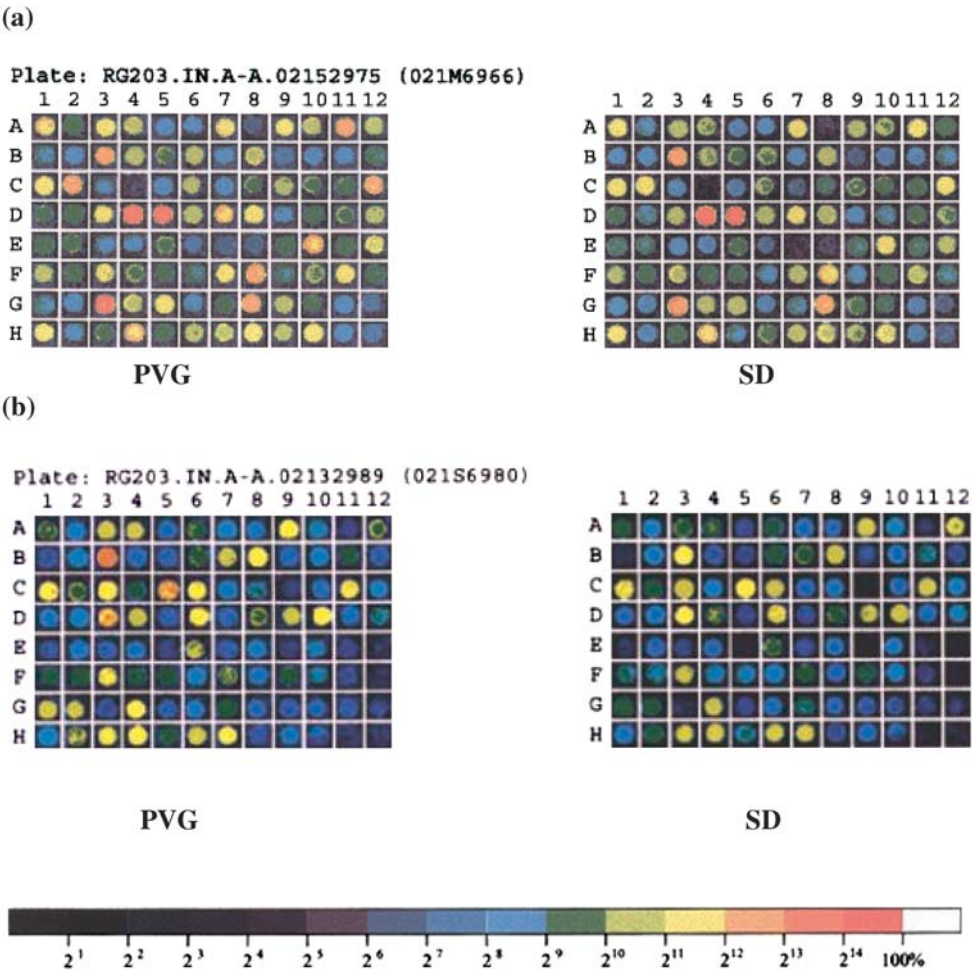 (a)
Plate: RG203.IN.A-A.02152975 (021M6966)
1 2 3 4 5 6 7 8 9 10 11 12
1 2 3 4 5 6 7 8 9 10 11 12
A
B
C
D
E
F
G
H
A
B
C
D
E
F
G
H
PVG
SD
(b)
Plate: RG203.IN.A-A.02132989 (021S6980)
1 2 3 4 5 6 7 8 9 10 11 12
1 2 3 4 5 6 7 8 9 10 11 12
A
B
C
D
E
F
G
H
A
B
C
D
E
F
G
H
PVG
SD
2¹ 2² 2³ 2⁴ 2⁵ 2⁶ 2⁷ 2⁸ 2⁹ 2¹⁰ 2¹¹ 2¹² 2¹³ 2¹⁴ 100%